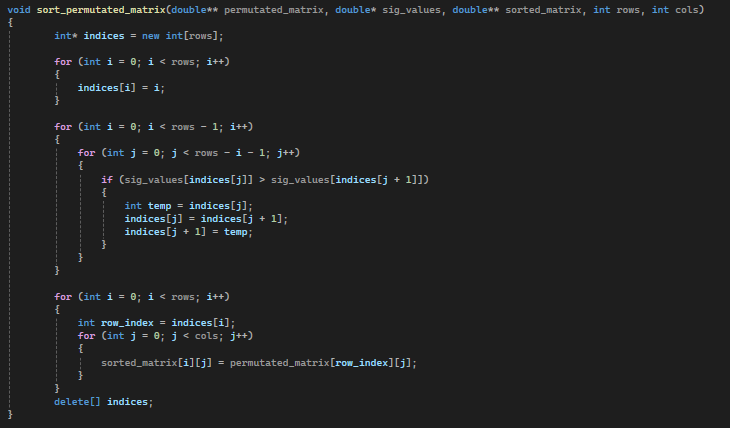 void sort_permutated_matrix(double** permutated_matrix, double* sig_values, double** sorted_matrix, int rows, int cols)
{
int* indices = new int[rows];
for (int i = 0; i < rows; i++)
{
indices[i] = i;
}
for (int i = 0; i < rows - 1; i++)
{
for (int j = 0; j < rows - i - 1; j++)
{
if (sig_values[indices[j]] > sig_values[indices[j + 1]])
{
int temp = indices[j];
indices[j] = indices[j + 1];
indices[j + 1] = temp;
}
}
}
for (int i = 0; i < rows; i++)
{
int row_index = indices[i];
for (int j = 0; j < cols; j++)
{
sorted_matrix[i][j] = permutated_matrix[row_index][j];
}
}
delete[] indices;
}